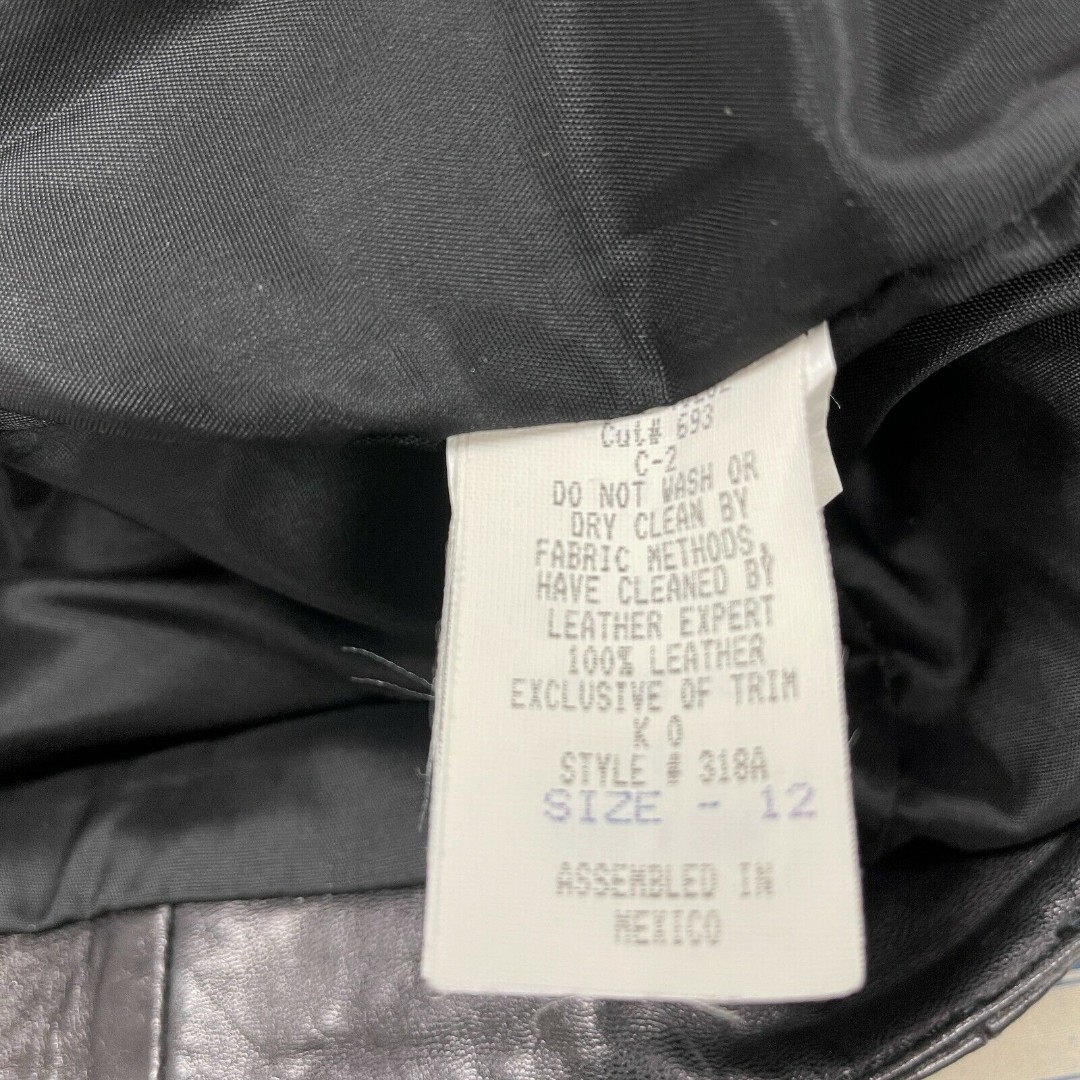 Cut# 693
C-2
DO NOT WASH OR
DRY CLEAN BY
FABRIC METHODS,
HAVE CLEANED BY
LEATHER EXPERT
100% LEATHER
EXCLUSIVE OF TRIM
K O
STYLE # 318A
SIZE - 12
ASSEMBLED IN
MEXICO